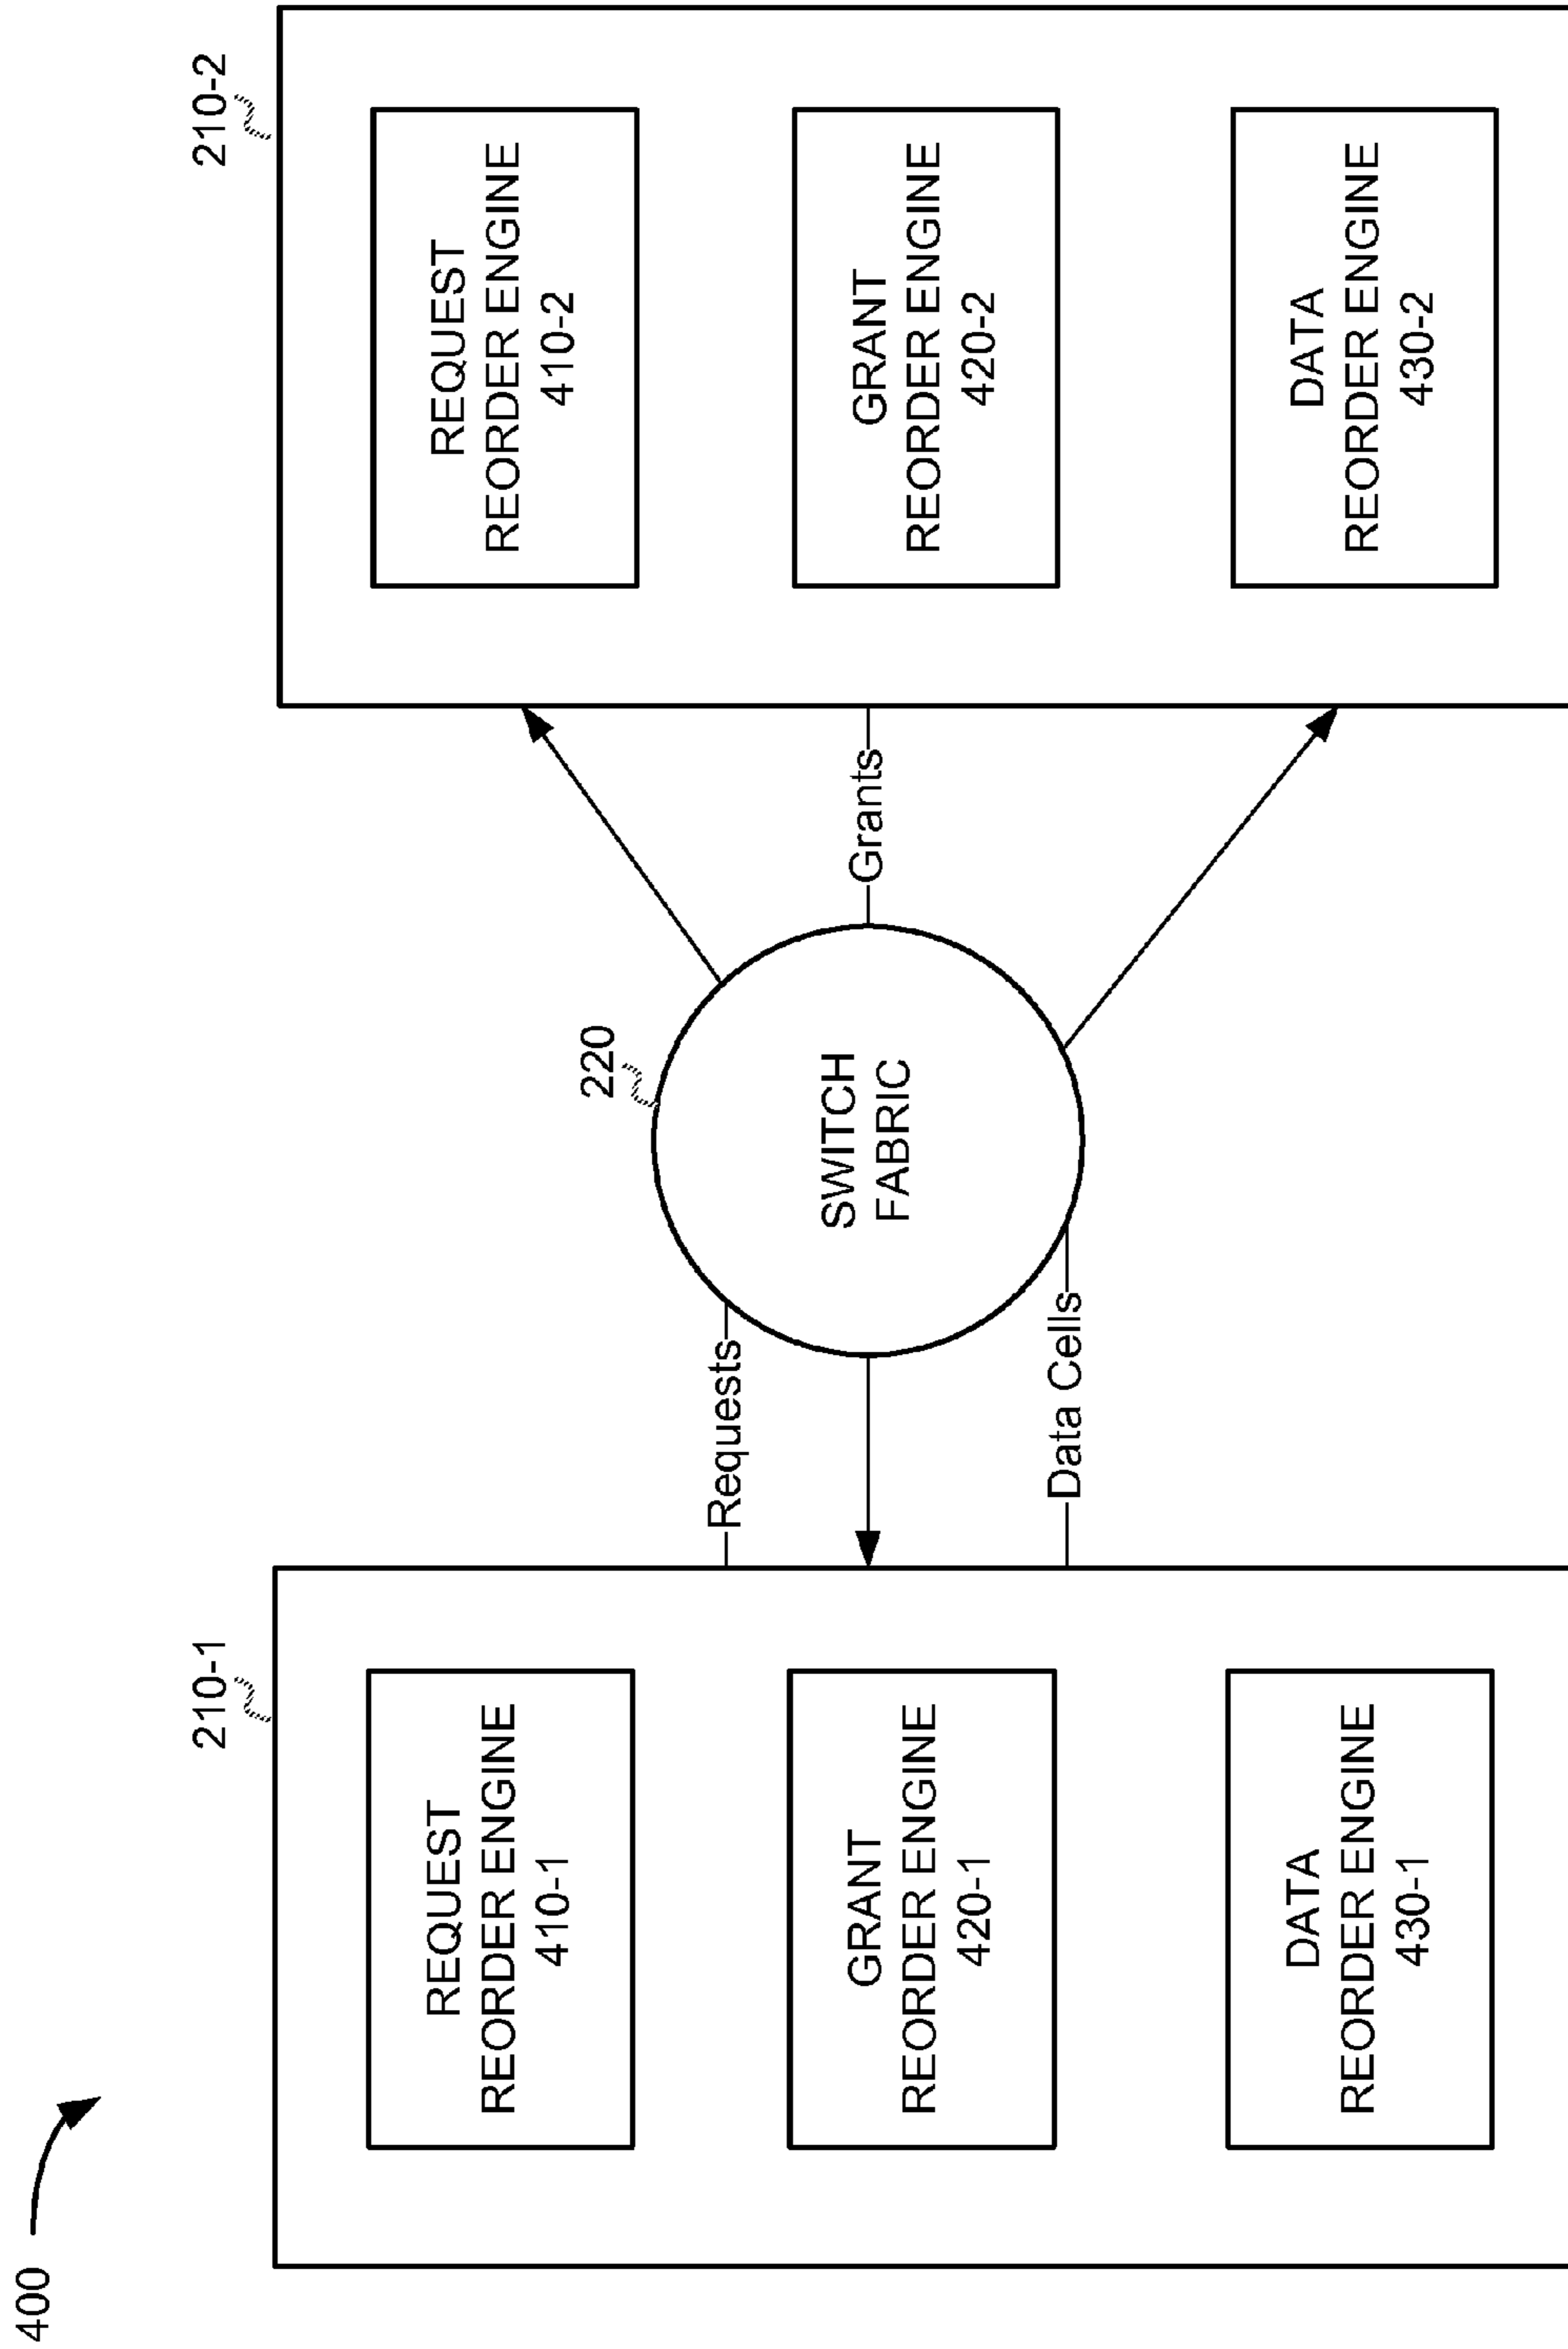 400
210-1
REQUEST
REORDER ENGINE
410-1
GRANT
REORDER ENGINE
420-1
DATA
REORDER ENGINE
430-1
Requests
Data Cells
220
SWITCH
FABRIC
Grants
210-2
REQUEST
REORDER ENGINE
410-2
GRANT
REORDER ENGINE
420-2
DATA
REORDER ENGINE
430-2